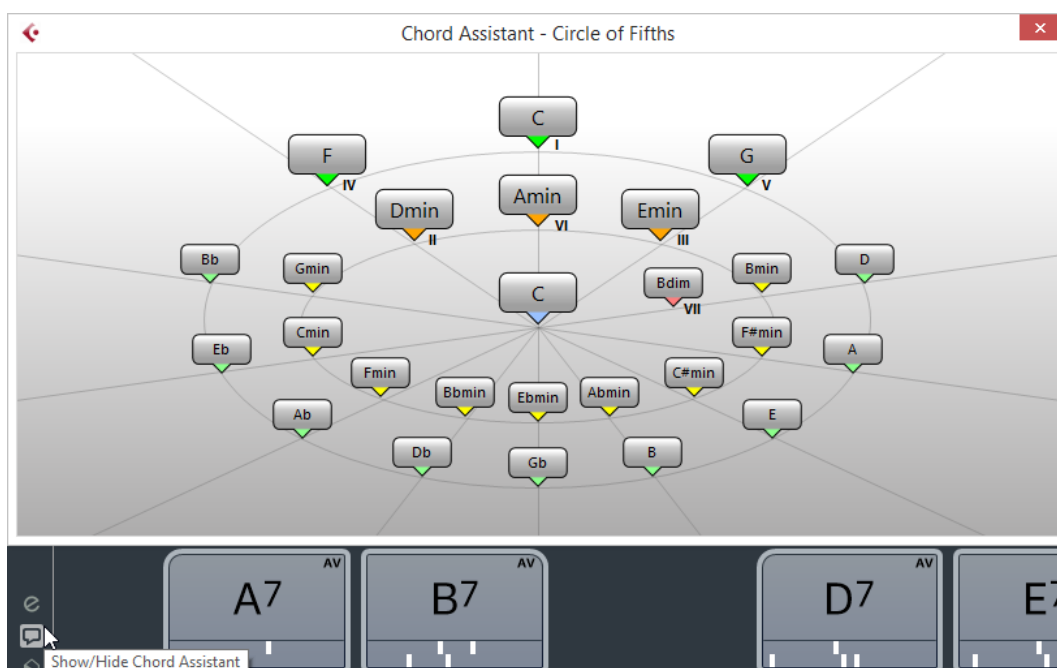 Chord Assistant - Circle of Fifths
C
I
F
IV
G
V
Amin
VI
Dmin
II
Emin
III
Bb
Gmin
Bdim
VII
Bmin
D
C
Eb
Cmin
F#min
A
Fmin
C#min
Bbmin
Ebmin
Abmin
Ab
E
Db
Gb
B
AV
AV
AV
A7
B7
D7
E7
Show/Hide Chord Assistant